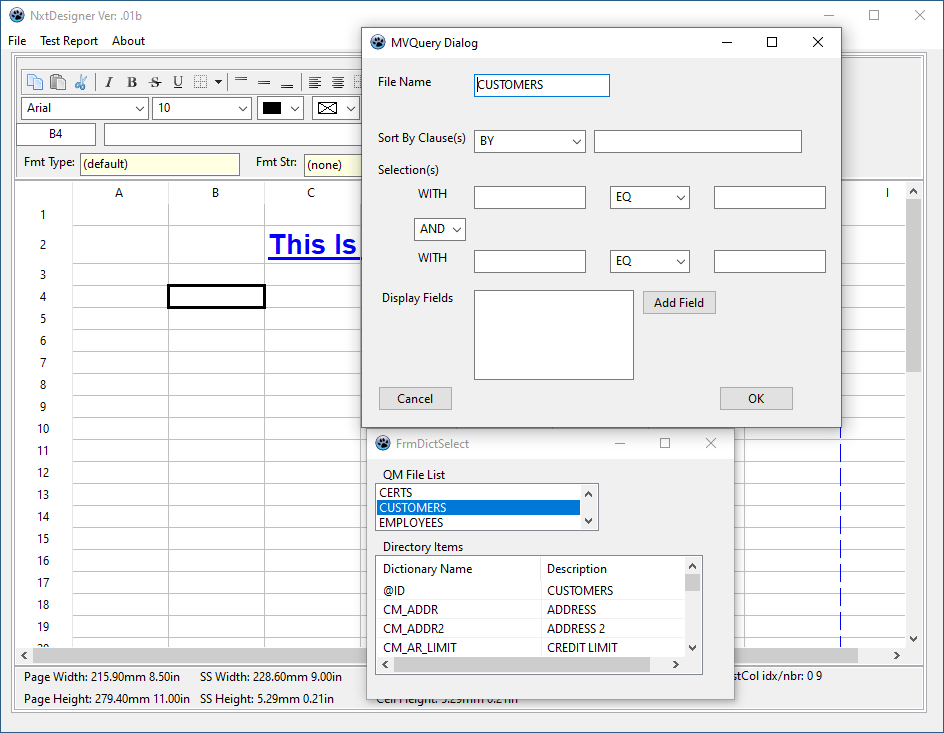 NxtDesigner Ver: .01b
File Test Report About
I B S U
Arial 10
B4
Fmt Type: (default) Fmt Str: (none)
A B C I
1
2 This Is
3
4
5
6
7
8
9
10
11
12
13
14
15
16
17
18
19
20
MVQuery Dialog
File Name CUSTOMERS
Sort By Clause(s) BY
Selection(s)
WITH EQ
AND
WITH EQ
Display Fields Add Field
Cancel OK
FrmDictSelect
QM File List
CERTS
CUSTOMERS
EMPLOYEES
Directory Items
Dictionary Name Description
@ID CUSTOMERS
CM_ADDR ADDRESS
CM_ADDR2 ADDRESS 2
CM_AR_LIMIT CREDIT LIMIT
Page Width: 215.90mm 8.50in SS Width: 228.60mm 9.00in stCol idx/nbr: 0 9
Page Height: 279.40mm 11.00in SS Height: 5.29mm 0.21in Cell Height: 5.29mm 0.21in